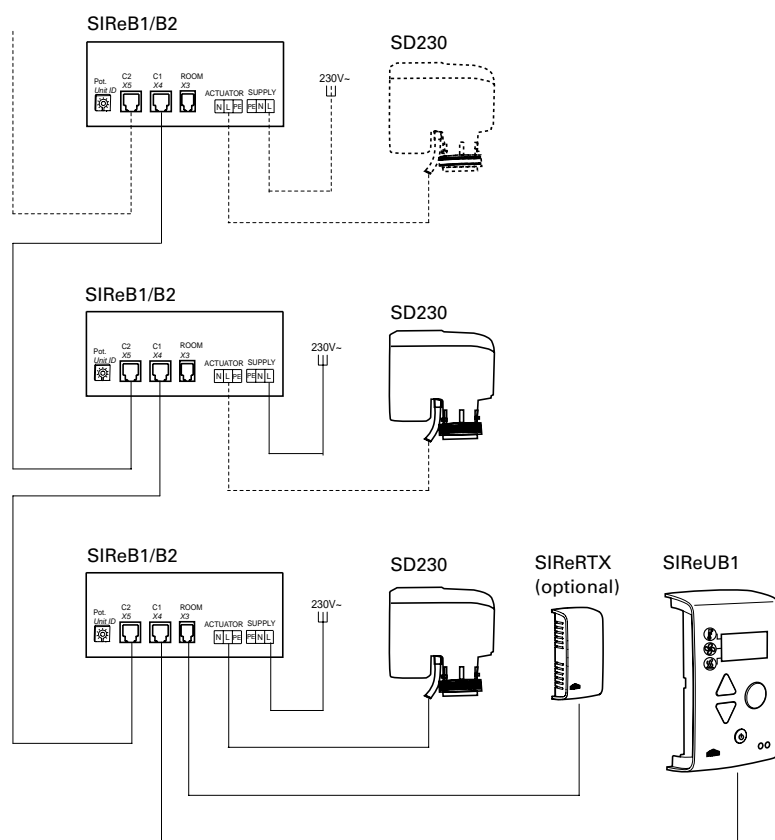 SIReB1/B2
SD230
Pot.
Unit ID
C2
X5
C1
X4
ROOM
X3
ACTUATOR SUPPLY
N L PE PE N L
230V~
SIReB1/B2
SD230
Pot.
Unit ID
C2
X5
C1
X4
ROOM
X3
ACTUATOR SUPPLY
N L PE PE N L
230V~
SIReB1/B2
SD230
SIReRTX
(optional)
SIReUB1
Pot.
Unit ID
C2
X5
C1
X4
ROOM
X3
ACTUATOR SUPPLY
N L PE PE N L
230V~